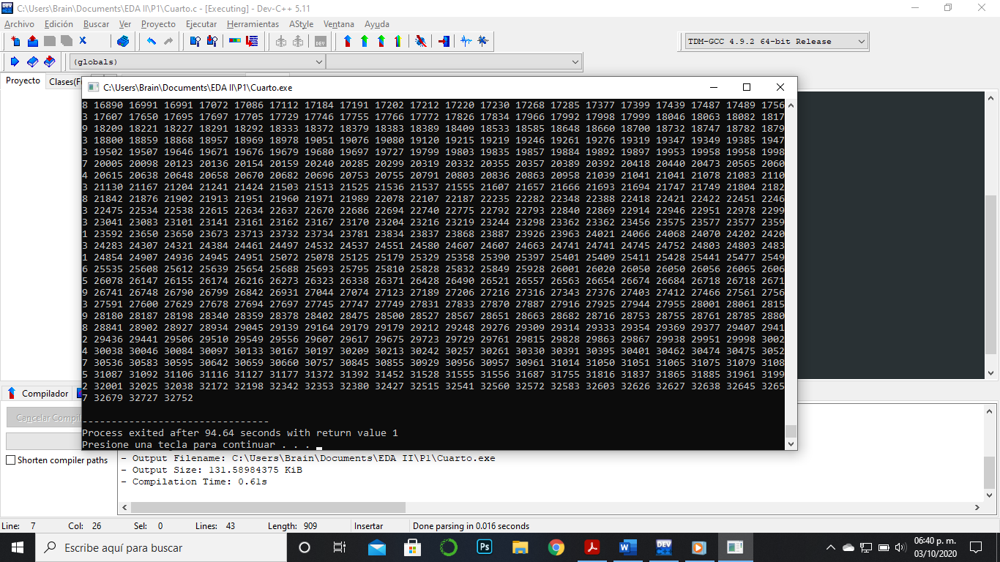 C:\Users\Brain\Documents\EDA II\P1\Cuarto.c - [Executing] - Dev-C++ 5.11
Archivo Edición Buscar Ver Proyecto Ejecutar Herramientas AStyle Ventana Ayuda
TDM-GCC 4.9.2 64-bit Release
(globals)
Proyecto Clases(F
C:\Users\Brain\Documents\EDA II\P1\Cuarto.exe
8 16890 16991 16991 17072 17086 17112 17184 17191 17202 17212 17220 17230 17268 17285 17377 17399 17439 17487 17489 1756
3 17607 17650 17695 17697 17705 17729 17746 17755 17766 17772 17826 17834 17966 17992 17998 17999 18046 18063 18082 1817
9 18209 18221 18227 18291 18292 18333 18372 18379 18383 18389 18409 18533 18585 18648 18660 18700 18732 18747 18782 1879
3 18800 18859 18868 18957 18969 18978 19051 19076 19080 19120 19215 19219 19246 19261 19276 19319 19347 19349 19385 1947
3 19502 19507 19646 19671 19676 19679 19680 19697 19727 19799 19803 19835 19857 19884 19892 19897 19953 19958 19958 1998
7 20005 20098 20123 20136 20154 20159 20240 20285 20299 20319 20332 20355 20357 20389 20392 20418 20440 20473 20565 2060
4 20615 20638 20648 20658 20670 20682 20696 20753 20755 20791 20803 20836 20863 20958 21039 21041 21041 21078 21083 2110
3 21130 21167 21204 21241 21424 21503 21513 21525 21536 21537 21555 21607 21657 21666 21693 21694 21747 21749 21804 2182
8 21842 21876 21902 21913 21951 21960 21971 21989 22078 22107 22187 22235 22282 22348 22388 22418 22421 22422 22451 2246
3 22475 22534 22538 22615 22634 22637 22670 22686 22694 22740 22775 22792 22793 22840 22869 22914 22946 22951 22978 2299
3 23041 23083 23101 23141 23161 23162 23167 23170 23204 23216 23219 23244 23298 23362 23362 23456 23575 23577 23577 2359
1 23592 23650 23650 23673 23713 23732 23734 23781 23834 23837 23868 23887 23926 23963 24021 24066 24068 24070 24202 2420
3 24283 24307 24321 24384 24461 24497 24532 24537 24551 24580 24607 24607 24663 24741 24741 24745 24752 24803 24803 2483
1 24854 24907 24936 24945 24951 25072 25078 25125 25179 25329 25358 25390 25397 25401 25409 25411 25428 25441 25477 2549
6 25535 25608 25612 25639 25654 25688 25693 25795 25810 25828 25832 25849 25928 26001 26020 26050 26050 26056 26065 2606
5 26078 26147 26155 26174 26216 26273 26323 26338 26371 26428 26490 26521 26557 26563 26654 26674 26684 26718 26718 2671
9 26741 26748 26790 26799 26842 26931 27044 27074 27123 27189 27206 27216 27316 27343 27376 27403 27412 27466 27561 2756
3 27591 27600 27629 27678 27694 27697 27745 27747 27749 27831 27833 27870 27887 27916 27925 27944 27955 28001 28061 2815
9 28180 28187 28198 28340 28359 28378 28402 28475 28500 28527 28567 28651 28663 28682 28716 28753 28755 28761 28785 2880
8 28841 28902 28927 28934 29045 29139 29164 29179 29179 29212 29248 29276 29309 29314 29333 29354 29369 29377 29407 2941
2 29436 29441 29506 29510 29549 29556 29607 29617 29675 29723 29729 29761 29815 29828 29863 29867 29938 29951 29998 3002
4 30038 30046 30084 30097 30133 30167 30197 30209 30213 30242 30257 30261 30330 30391 30395 30401 30462 30474 30475 3052
7 30536 30583 30595 30642 30659 30660 30757 30845 30855 30929 30956 30957 30961 31014 31050 31051 31065 31075 31079 3108
5 31087 31092 31106 31116 31127 31177 31372 31392 31452 31528 31555 31556 31687 31755 31816 31837 31865 31885 31961 3199
2 32001 32025 32038 32172 32198 32342 32353 32380 32427 32515 32541 32560 32572 32583 32603 32626 32627 32638 32645 3265
7 32679 32727 32752
--------------------------------
Process exited after 94.64 seconds with return value 1
Presione una tecla para continuar . . .
Compilador
Cancelar Compil
Shorten compiler paths
- Output Filename: C:\Users\Brain\Documents\EDA II\P1\Cuarto.exe
- Output Size: 131.58984375 KiB
- Compilation Time: 0.61s
Line: 7 Col: 26 Sel: 0 Lines: 43 Length: 909 Insertar Done parsing in 0.016 seconds
Escribe aquí para buscar
06:40 p. m.
03/10/2020